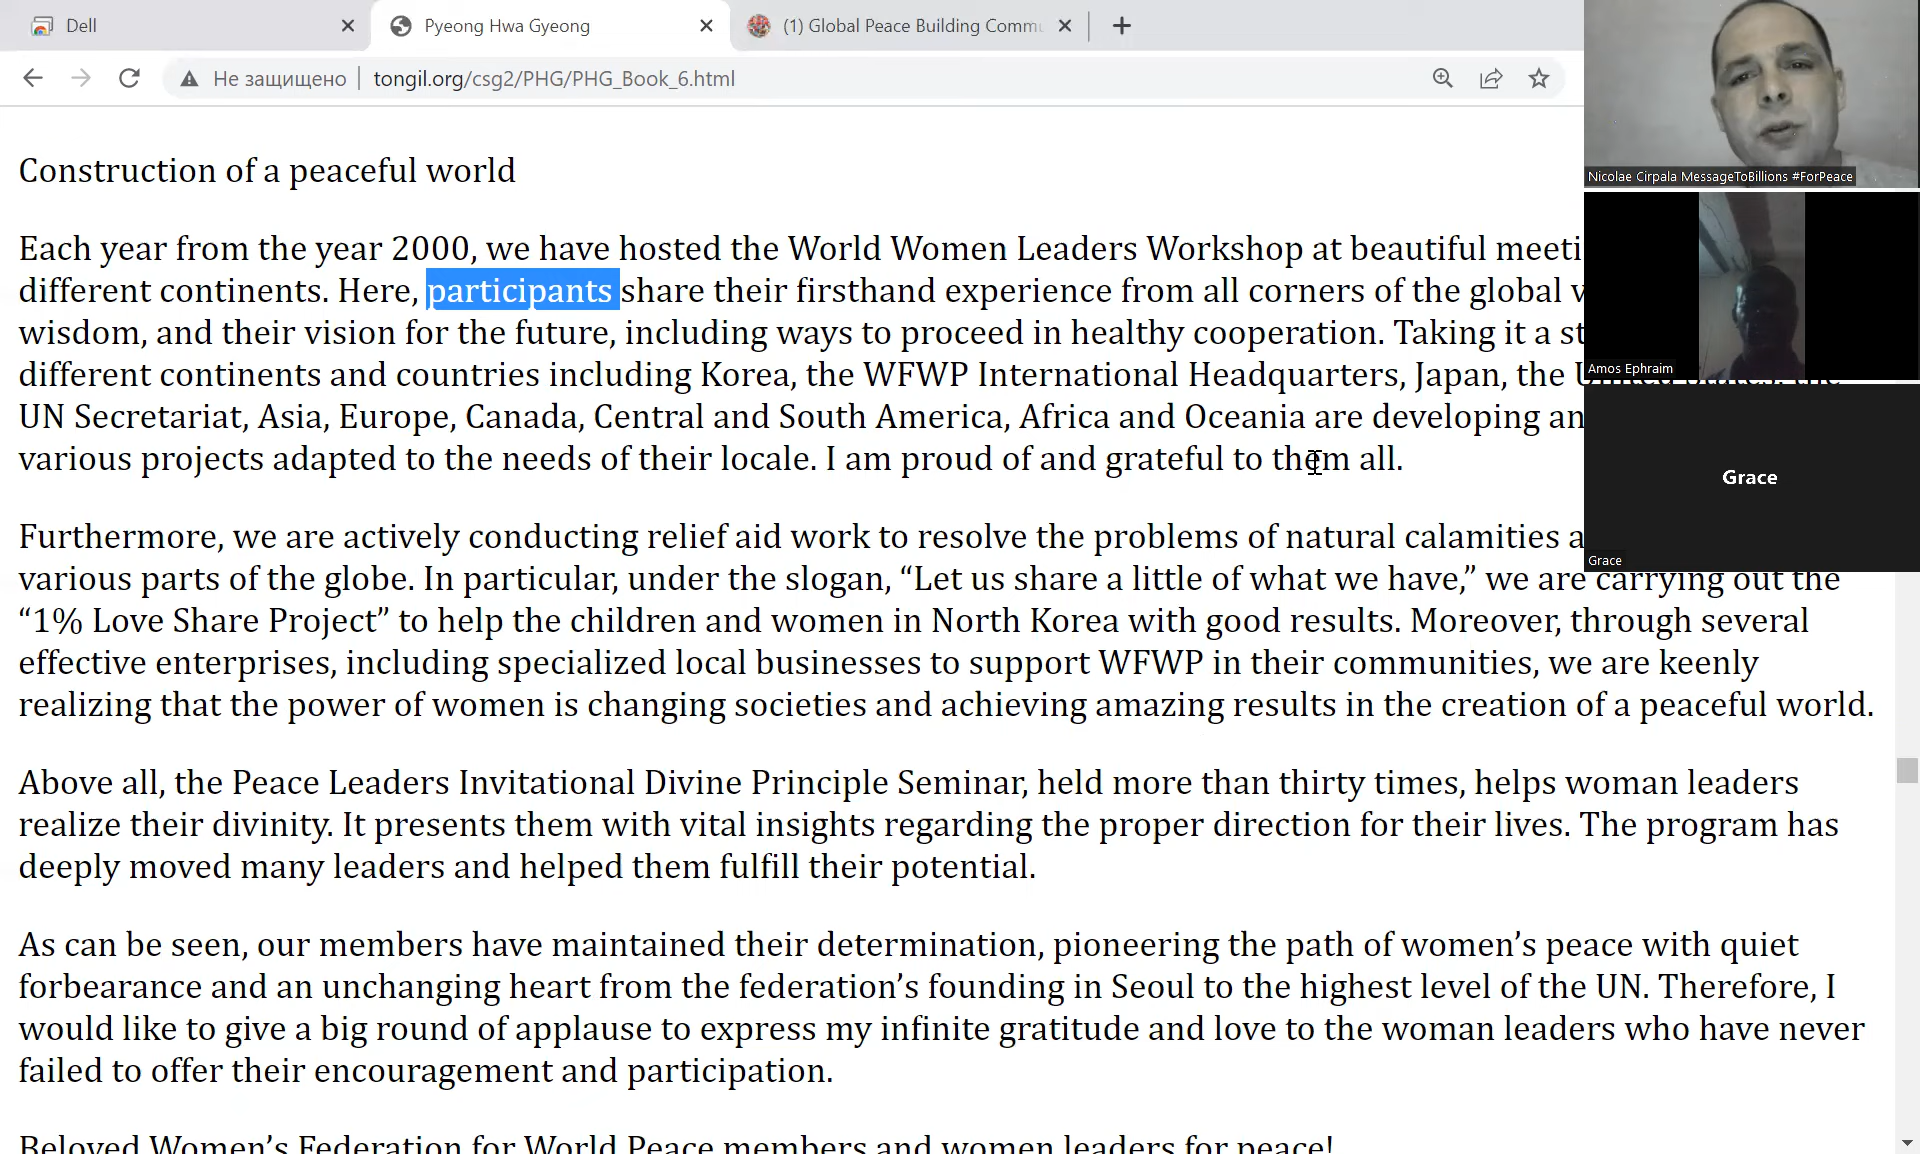 Dell
Pyeong Hwa Gyeong
(1) Global Peace Building Comm
Не защищено
tongil.org/csg2/PHG/PHG_Book_6.html
Nicolae Cirpala MessageToBillions #ForPeace
Amos Ephraim
Grace
Grace
Construction of a peaceful world
Each year from the year 2000, we have hosted the World Women Leaders Workshop at beautiful meeti
different continents. Here, participants share their firsthand experience from all corners of the global v
wisdom, and their vision for the future, including ways to proceed in healthy cooperation. Taking it a st
different continents and countries including Korea, the WFWP International Headquarters, Japan, the United States, the
UN Secretariat, Asia, Europe, Canada, Central and South America, Africa and Oceania are developing an
various projects adapted to the needs of their locale. I am proud of and grateful to them all.
Furthermore, we are actively conducting relief aid work to resolve the problems of natural calamities a
various parts of the globe. In particular, under the slogan, “Let us share a little of what we have,” we are carrying out the
“1% Love Share Project” to help the children and women in North Korea with good results. Moreover, through several
effective enterprises, including specialized local businesses to support WFWP in their communities, we are keenly
realizing that the power of women is changing societies and achieving amazing results in the creation of a peaceful world.
Above all, the Peace Leaders Invitational Divine Principle Seminar, held more than thirty times, helps woman leaders
realize their divinity. It presents them with vital insights regarding the proper direction for their lives. The program has
deeply moved many leaders and helped them fulfill their potential.
As can be seen, our members have maintained their determination, pioneering the path of women’s peace with quiet
forbearance and an unchanging heart from the federation’s founding in Seoul to the highest level of the UN. Therefore, I
would like to give a big round of applause to express my infinite gratitude and love to the woman leaders who have never
failed to offer their encouragement and participation.
Beloved Women’s Federation for World Peace members and women leaders for peace!